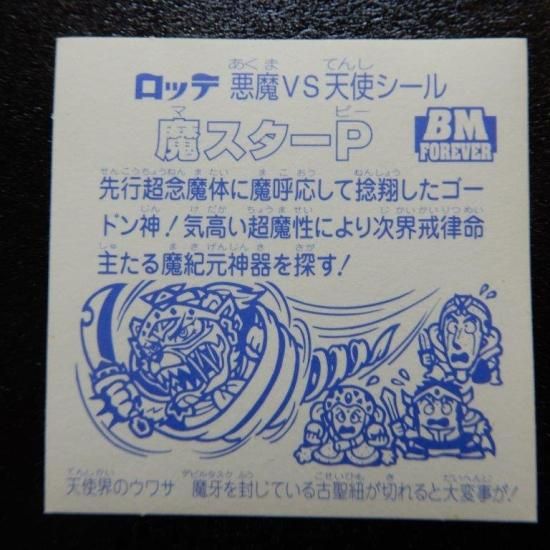 ロッテ 悪魔VS天使シール
魔スターP
BM
FOREVER
先行超念魔体に魔呼応して捻翔したゴー
ドン神！気高い超魔性により次界戒律命
主たる魔紀元神器を探す！
天使界のウワサ 魔牙を封じている古聖紐が切れると大変事が！